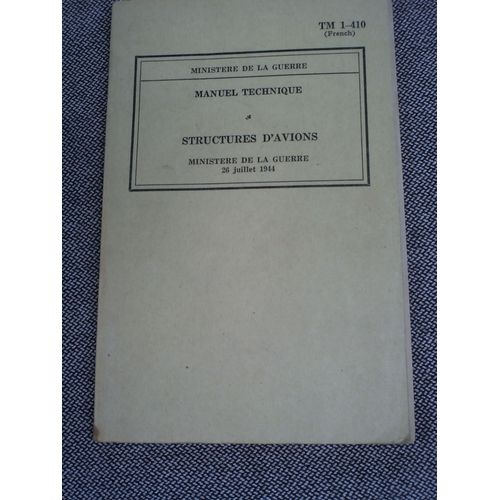 TM 1-410
(French)
MINISTERE DE LA GUERRE
MANUEL TECHNIQUE
STRUCTURES D'AVIONS
MINISTERE DE LA GUERRE
26 juillet 1944